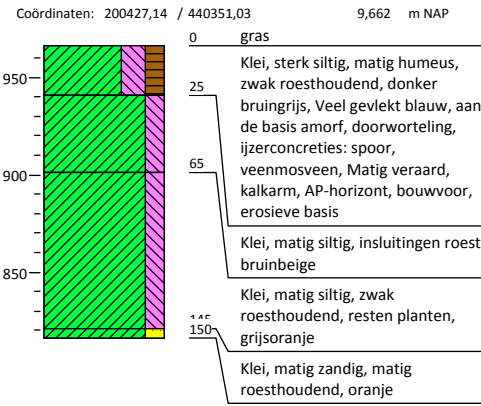 Coördinaten: 200427,14 / 440351,03 9,662 m NAP
0 gras
Klei, sterk siltig, matig humeus,
zwak roesthoudend, donker
950
25 bruingrijs, Veel gevlekt blauw, aan
de basis amorf, doorworteling,
ijzerconcreties: spoor,
65 veenmosveen, Matig veraard,
900
kalkarm, AP-horizont, bouwvoor,
erosieve basis
Klei, matig siltig, insluitingen roest
bruinbeige
850
Klei, matig siltig, zwak
145 roesthoudend, resten planten,
150 grijsoranje
Klei, matig zandig, matig
roesthoudend, oranje